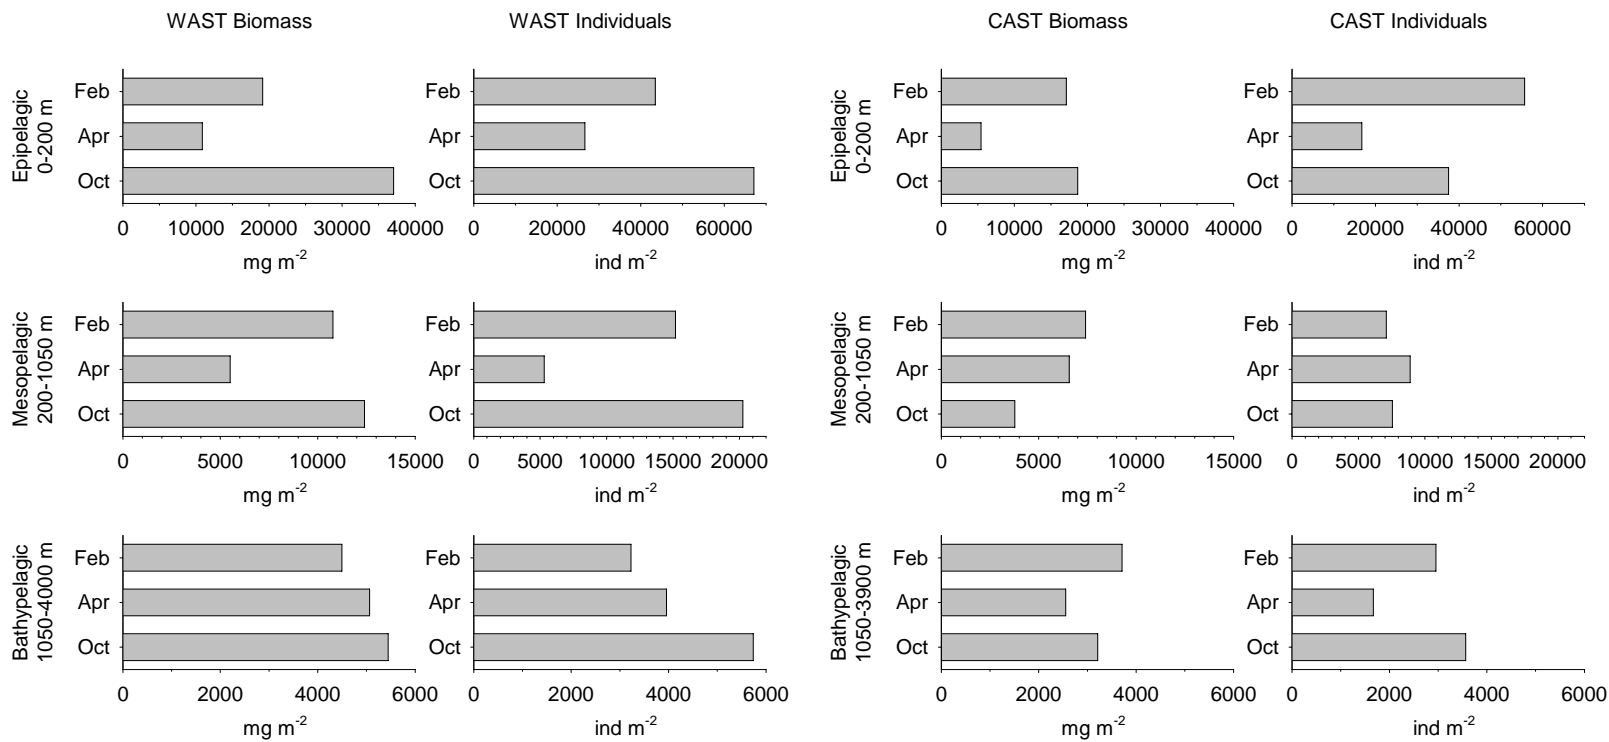 WAST Biomass
WAST Individuals
CAST Biomass
CAST Individuals
Epipelagic
0-200 m
Feb
Apr
Oct
0 10000 20000 30000 40000
mg m-2
Feb
Apr
Oct
0 20000 40000 60000
ind m-2
Epipelagic
0-200 m
Feb
Apr
Oct
0 10000 20000 30000 40000
mg m-2
Feb
Apr
Oct
0 20000 40000 60000
ind m-2
Mesopelagic
200-1050 m
Feb
Apr
Oct
0 5000 10000 15000
mg m-2
Feb
Apr
Oct
0 5000 10000 15000 20000
ind m-2
Mesopelagic
200-1050 m
Feb
Apr
Oct
0 5000 10000 15000
mg m-2
Feb
Apr
Oct
0 5000 10000 15000 20000
ind m-2
Bathypelagic
1050-4000 m
Feb
Apr
Oct
0 2000 4000 6000
mg m-2
Feb
Apr
Oct
0 2000 4000 6000
ind m-2
Bathypelagic
1050-3900 m
Feb
Apr
Oct
0 2000 4000 6000
mg m-2
Feb
Apr
Oct
0 2000 4000 6000
ind m-2